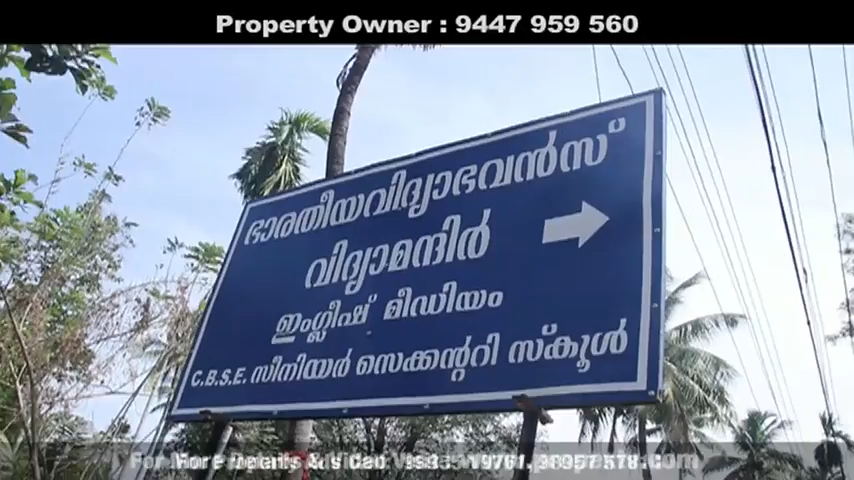 Property Owner : 9447 959 560
ഭാരതീയവിദ്യാഭവൻസ്
വിദ്യാമന്ദിർ
ഇംഗ്ലീഷ് മീഡിയം
C.B.S.E. സീനിയർ സെക്കന്ററി സ്കൂൾ